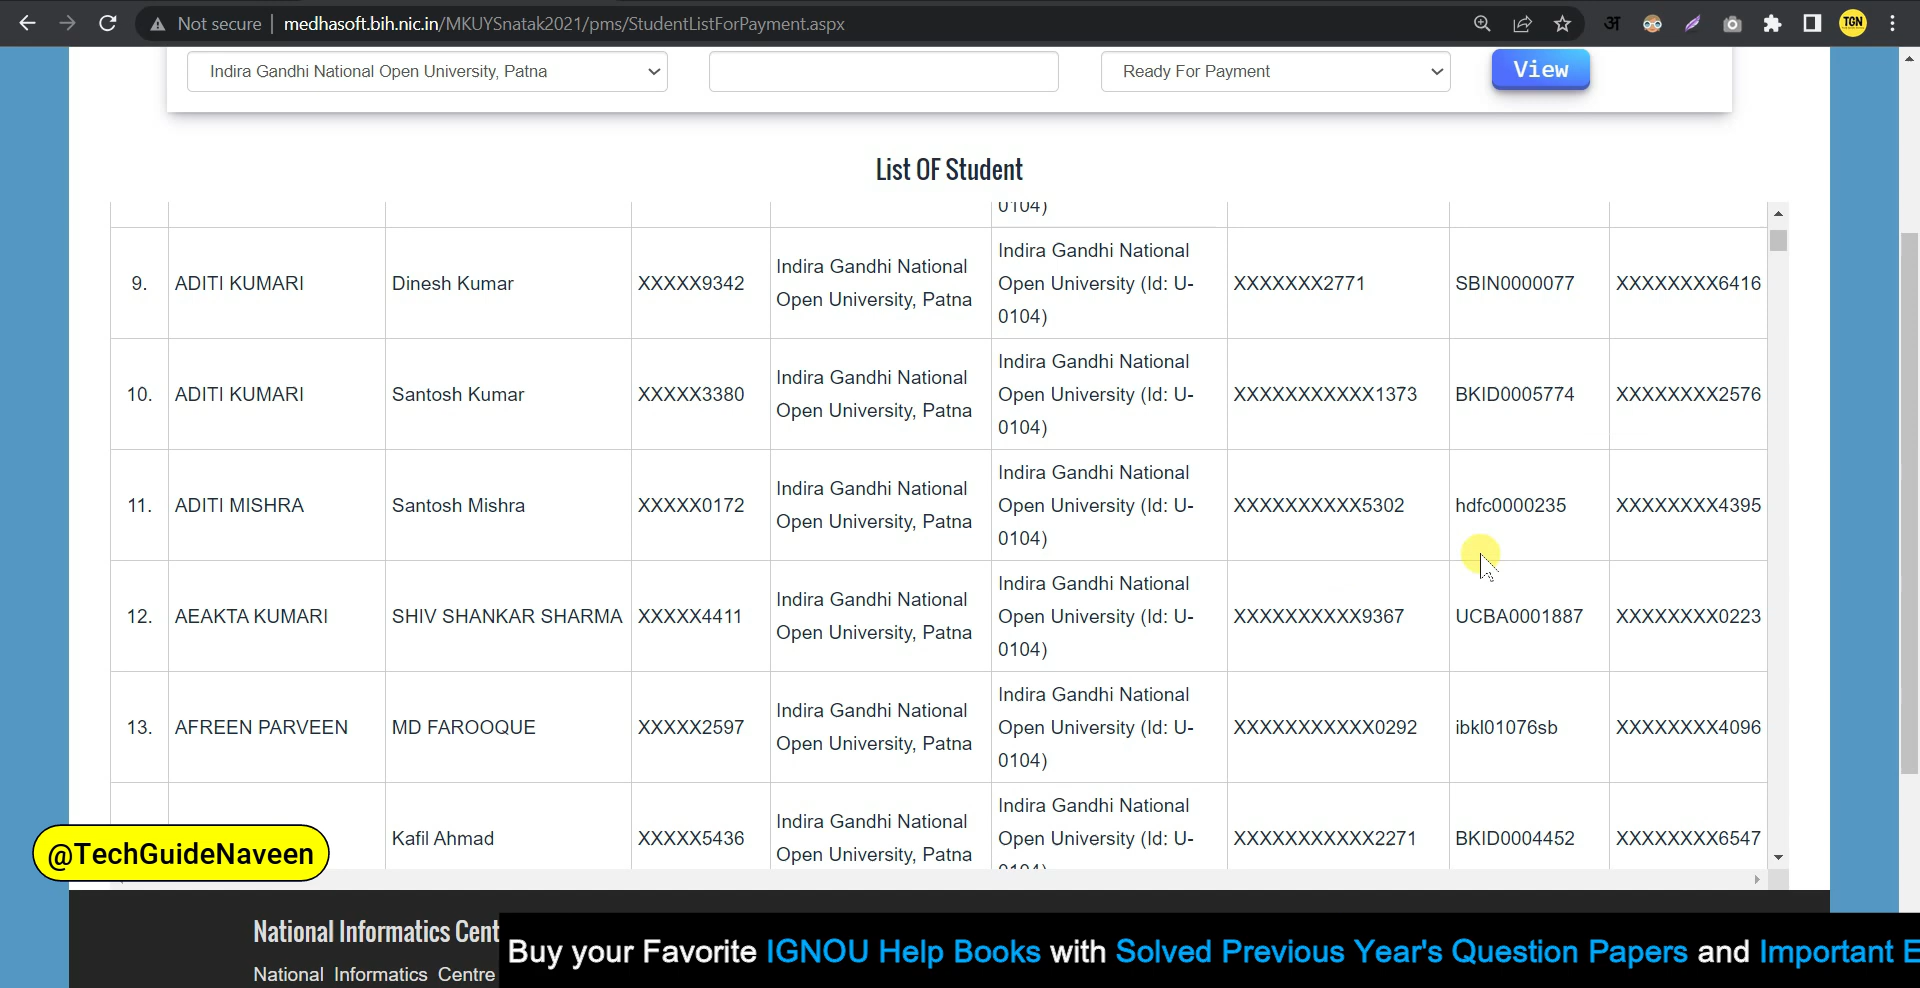 Not secure | medhasoft.bih.nic.in/MKUYSnatak2021/pms/StudentListForPayment.aspx
अ
TGN
Indira Gandhi National Open University, Patna
Ready For Payment
View
List OF Student
0104)
9. ADITI KUMARI Dinesh Kumar XXXXX9342 Indira Gandhi National Open University, Patna Indira Gandhi National Open University (Id: U-0104) XXXXXXX2771 SBIN0000077 XXXXXXXX6416
10. ADITI KUMARI Santosh Kumar XXXXX3380 Indira Gandhi National Open University, Patna Indira Gandhi National Open University (Id: U-0104) XXXXXXXXXXX1373 BKID0005774 XXXXXXXX2576
11. ADITI MISHRA Santosh Mishra XXXXX0172 Indira Gandhi National Open University, Patna Indira Gandhi National Open University (Id: U-0104) XXXXXXXXXX5302 hdfc0000235 XXXXXXXX4395
12. AEAKTA KUMARI SHIV SHANKAR SHARMA XXXXX4411 Indira Gandhi National Open University, Patna Indira Gandhi National Open University (Id: U-0104) XXXXXXXXXX9367 UCBA0001887 XXXXXXXX0223
13. AFREEN PARVEEN MD FAROOQUE XXXXX2597 Indira Gandhi National Open University, Patna Indira Gandhi National Open University (Id: U-0104) XXXXXXXXXXX0292 ibkl01076sb XXXXXXXX4096
Kafil Ahmad XXXXX5436 Indira Gandhi National Open University, Patna Indira Gandhi National Open University (Id: U-0104) XXXXXXXXXXX2271 BKID0004452 XXXXXXXX6547
@TechGuideNaveen
National Informatics Cent
National Informatics Centre
Buy your Favorite IGNOU Help Books with Solved Previous Year's Question Papers and Important E